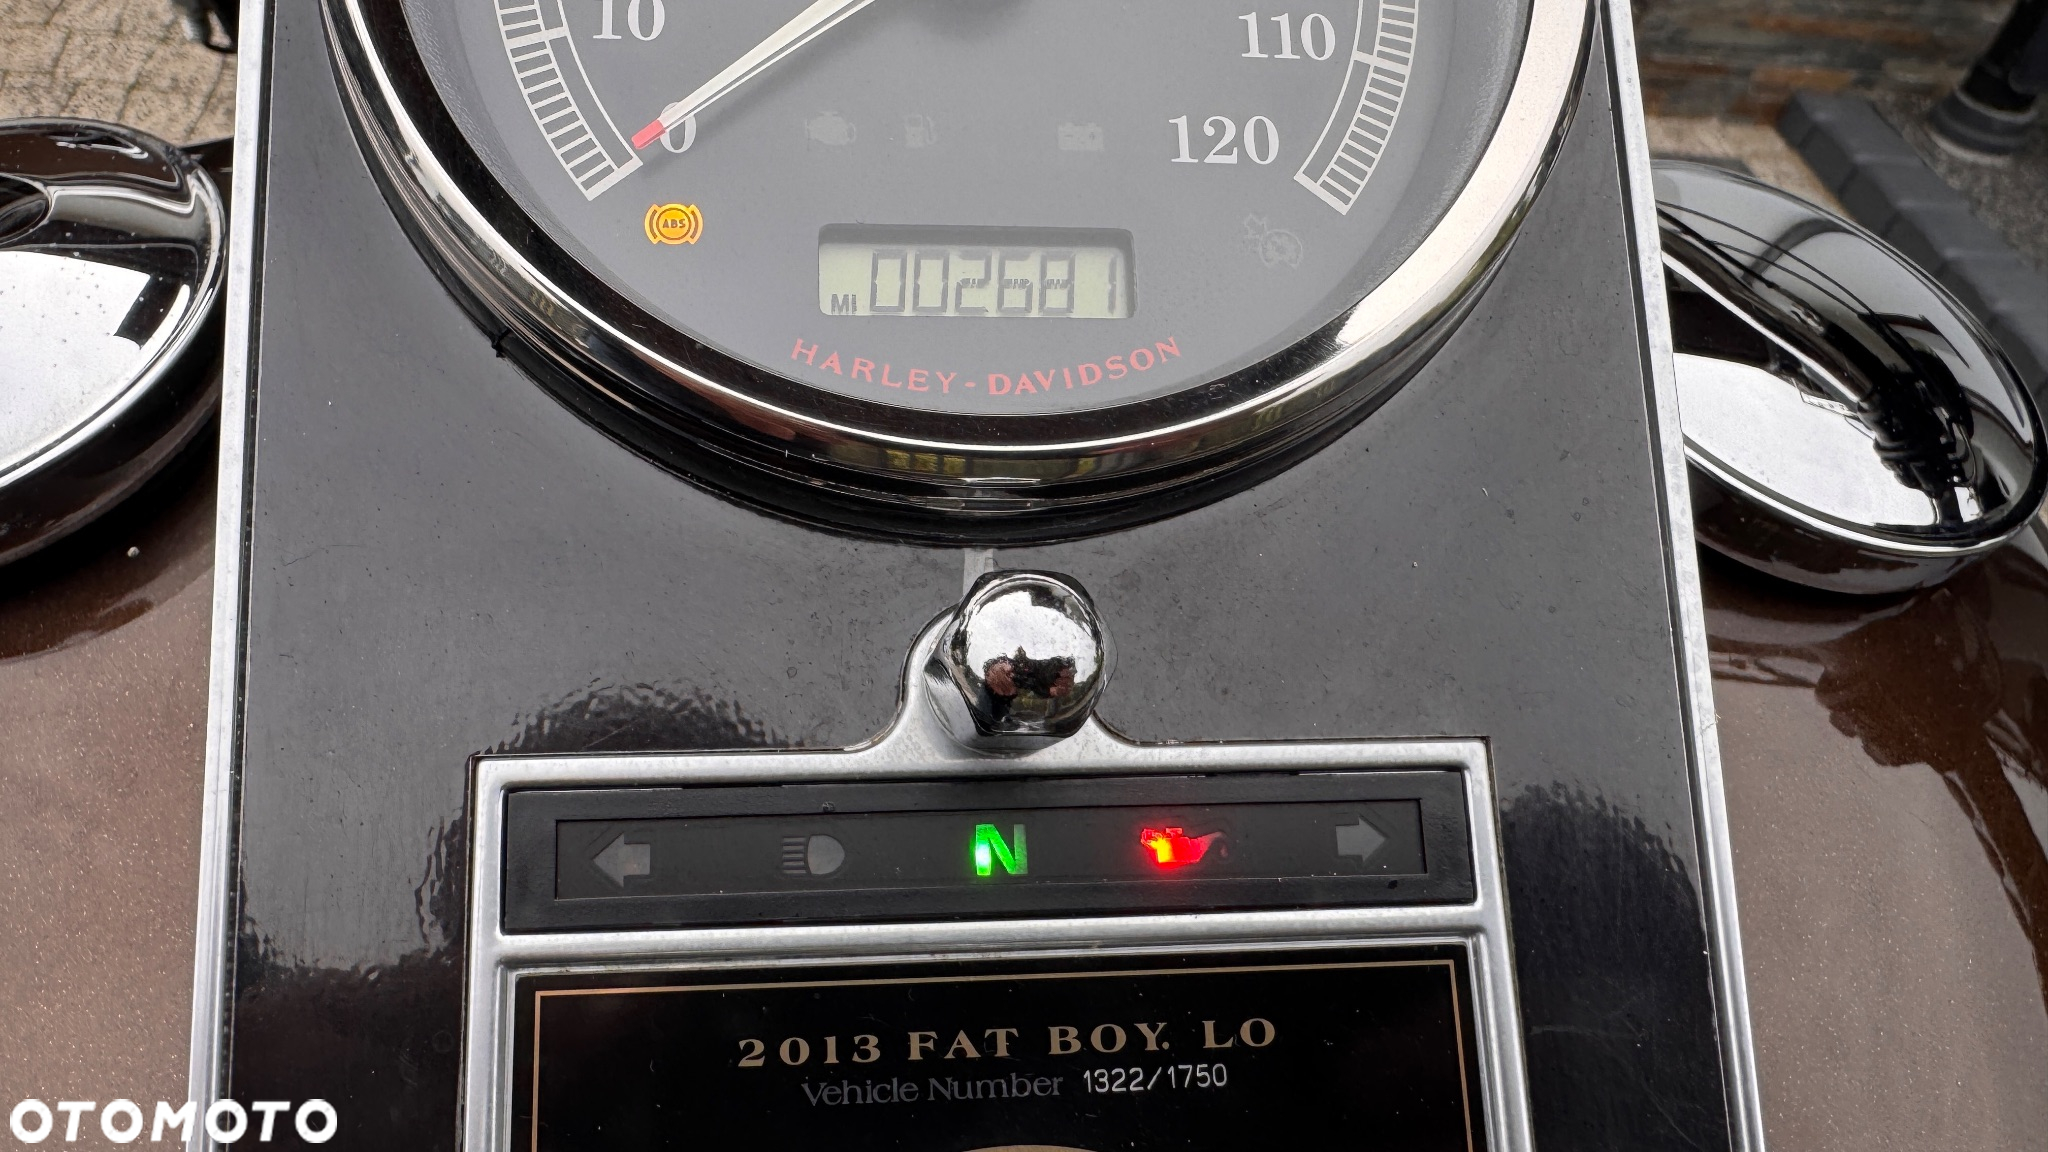 10
110
0
120
ABS
MI 002681
HARLEY-DAVIDSON
N
2013 FAT BOY. LO
Vehicle Number 1322/1750
OTOMOTO